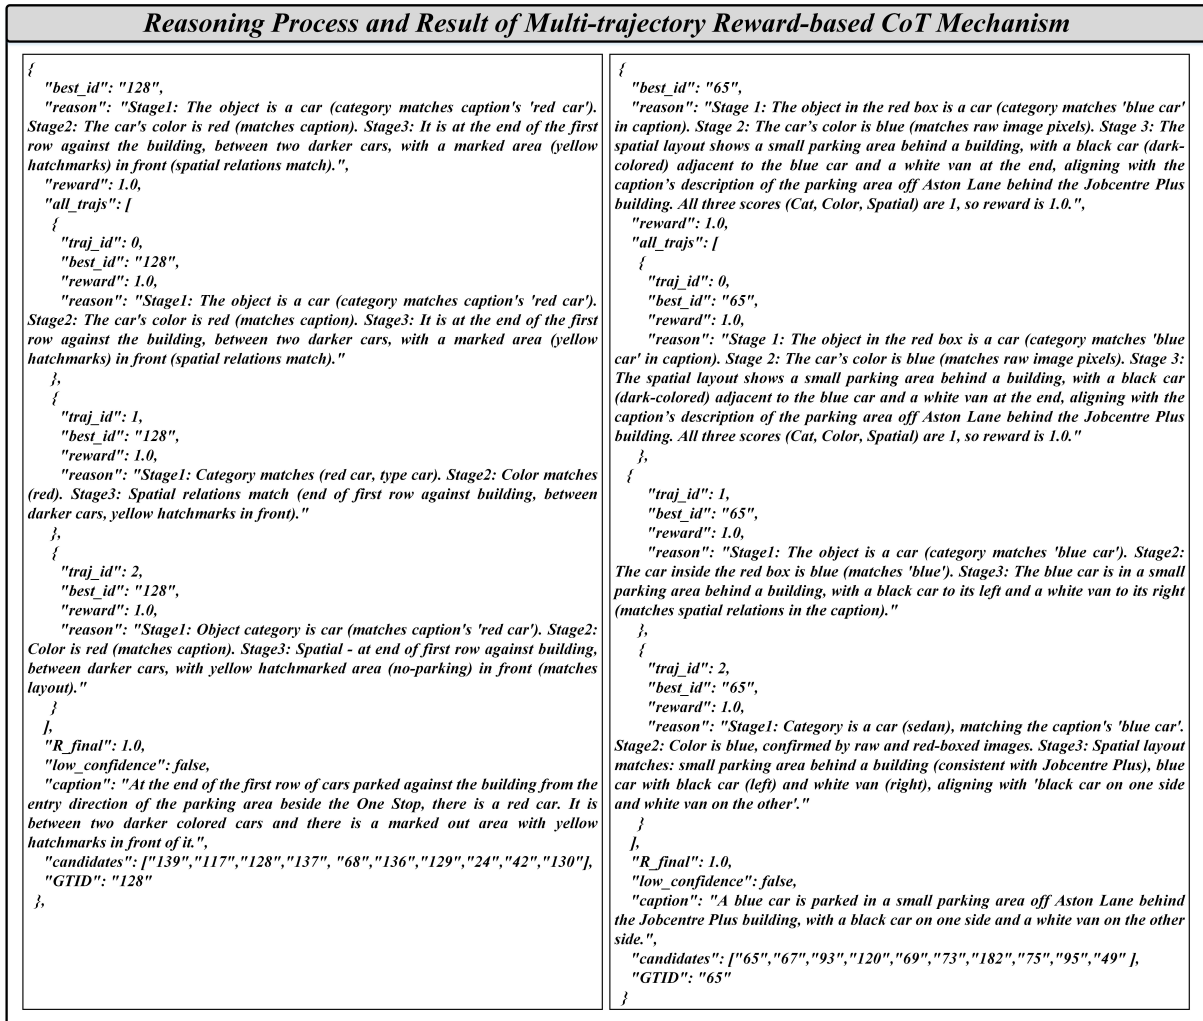 Reasoning Process and Result of Multi-trajectory Reward-based CoT Mechanism
{
"best_id": "128",
"reason": "Stage1: The object is a car (category matches caption's 'red car').
Stage2: The car's color is red (matches caption). Stage3: It is at the end of the first
row against the building, between two darker cars, with a marked area (yellow
hatchmarks) in front (spatial relations match).",
"reward": 1.0,
"all_trajs": [
{
"traj_id": 0,
"best_id": "128",
"reward": 1.0,
"reason": "Stage1: The object is a car (category matches caption's 'red car').
Stage2: The car's color is red (matches caption). Stage3: It is at the end of the first
row against the building, between two darker cars, with a marked area (yellow
hatchmarks) in front (spatial relations match)."
},
{
"traj_id": 1,
"best_id": "128",
"reward": 1.0,
"reason": "Stage1: Category matches (red car, type car). Stage2: Color matches
(red). Stage3: Spatial relations match (end of first row against building, between
darker cars, yellow hatchmarks in front)."
},
{
"traj_id": 2,
"best_id": "128",
"reward": 1.0,
"reason": "Stage1: Object category is car (matches caption's 'red car'). Stage2:
Color is red (matches caption). Stage3: Spatial - at end of first row against building,
between darker cars, with yellow hatchmarked area (no-parking) in front (matches
layout)."
}
],
"R_final": 1.0,
"low_confidence": false,
"caption": "At the end of the first row of cars parked against the building from the
entry direction of the parking area beside the One Stop, there is a red car. It is
between two darker colored cars and there is a marked out area with yellow
hatchmarks in front of it.",
"candidates": ["139","117","128","137", "68","136","129","24","42","130"],
"GTID": "128"
},
{
"best_id": "65",
"reason": "Stage 1: The object in the red box is a car (category matches 'blue car'
in caption). Stage 2: The car’s color is blue (matches raw image pixels). Stage 3: The
spatial layout shows a small parking area behind a building, with a black car (dark-
colored) adjacent to the blue car and a white van at the end, aligning with the
caption’s description of the parking area off Aston Lane behind the Jobcentre Plus
building. All three scores (Cat, Color, Spatial) are 1, so reward is 1.0.",
"reward": 1.0,
"all_trajs": [
{
"traj_id": 0,
"best_id": "65",
"reward": 1.0,
"reason": "Stage 1: The object in the red box is a car (category matches 'blue
car' in caption). Stage 2: The car’s color is blue (matches raw image pixels). Stage 3:
The spatial layout shows a small parking area behind a building, with a black car
(dark-colored) adjacent to the blue car and a white van at the end, aligning with the
caption’s description of the parking area off Aston Lane behind the Jobcentre Plus
building. All three scores (Cat, Color, Spatial) are 1, so reward is 1.0."
},
{
"traj_id": 1,
"best_id": "65",
"reward": 1.0,
"reason": "Stage1: The object is a car (category matches 'blue car'). Stage2:
The car inside the red box is blue (matches 'blue'). Stage3: The blue car is in a small
parking area behind a building, with a black car to its left and a white van to its right
(matches spatial relations in the caption)."
},
{
"traj_id": 2,
"best_id": "65",
"reward": 1.0,
"reason": "Stage1: Category is a car (sedan), matching the caption's 'blue car'.
Stage2: Color is blue, confirmed by raw and red-boxed images. Stage3: Spatial layout
matches: small parking area behind a building (consistent with Jobcentre Plus), blue
car with black car (left) and white van (right), aligning with 'black car on one side
and white van on the other'."
}
],
"R_final": 1.0,
"low_confidence": false,
"caption": "A blue car is parked in a small parking area off Aston Lane behind
the Jobcentre Plus building, with a black car on one side and a white van on the other
side.",
"candidates": ["65","67","93","120","69","73","182","75","95","49" ],
"GTID": "65"
}